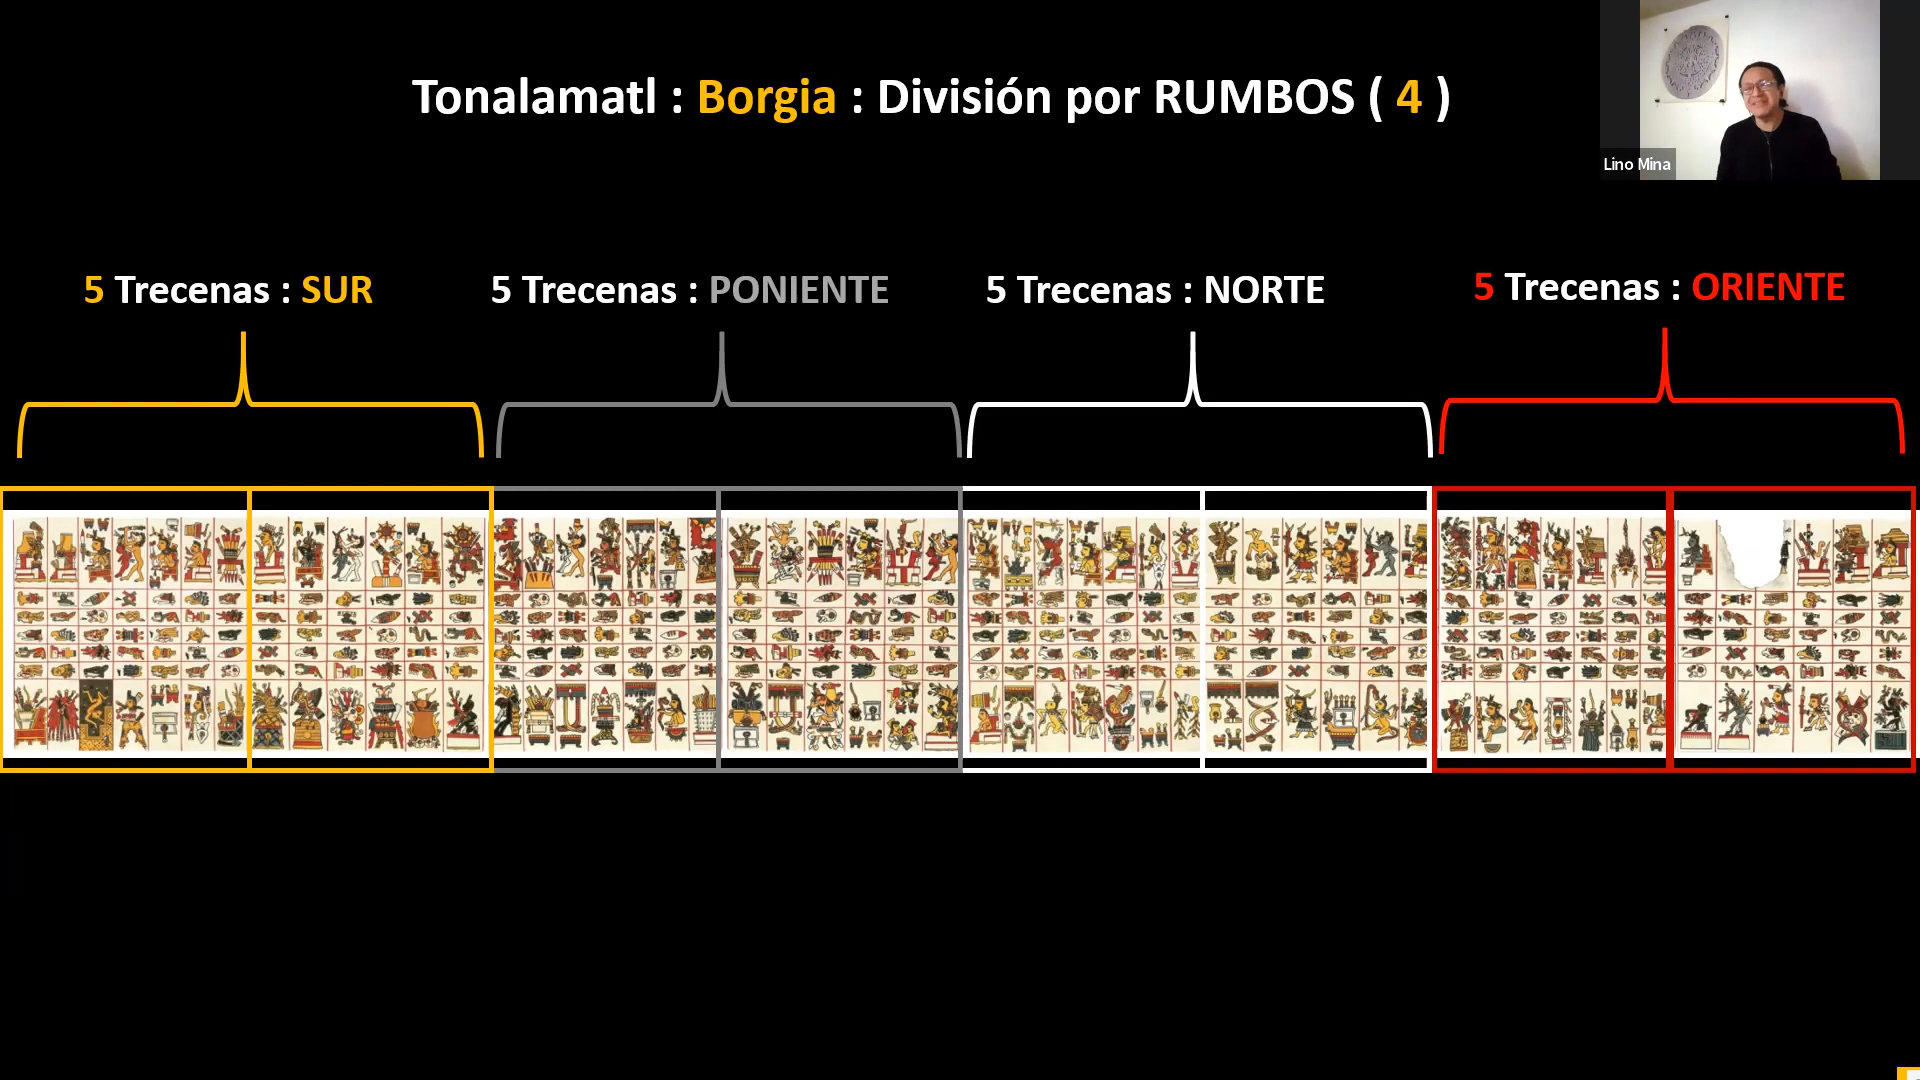 Tonalamatl : Borgia : División por RUMBOS ( 4 )
Lino Mina
5 Trecenas : SUR
5 Trecenas : PONIENTE
5 Trecenas : NORTE
5 Trecenas : ORIENTE